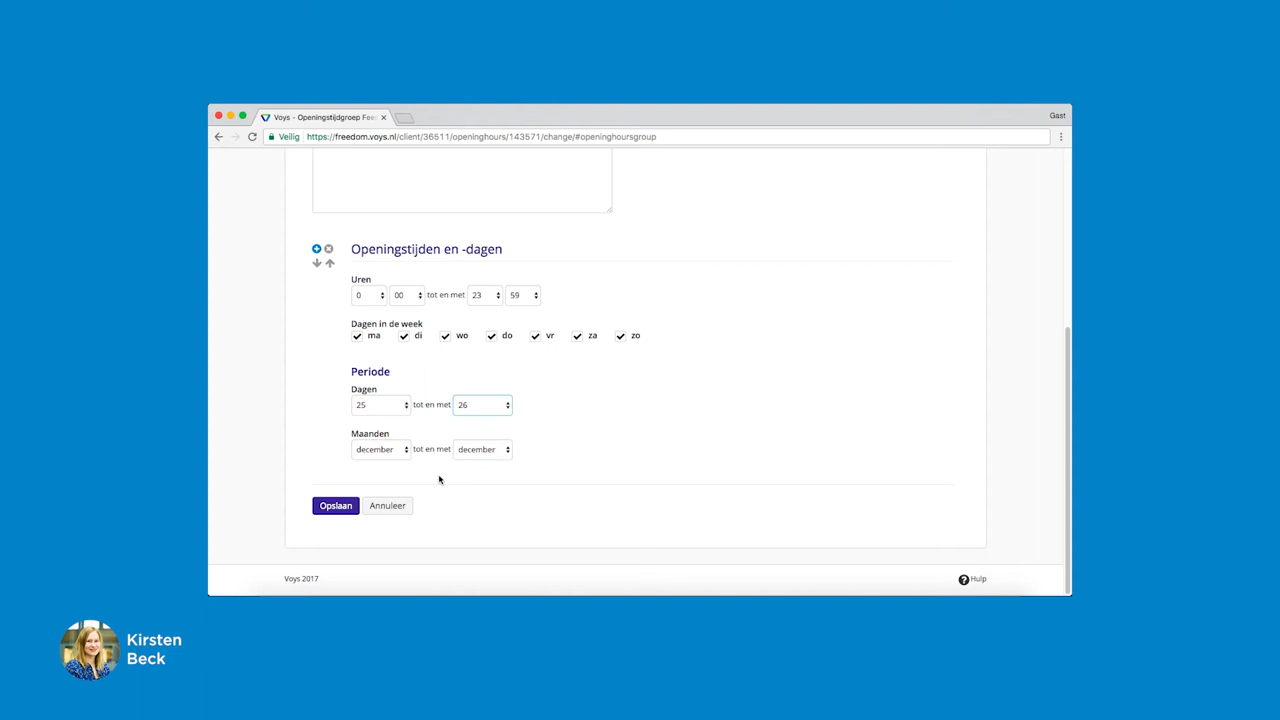 Voys - Openingstijdgroep Fee
Gast
Veilig https://freedom.voys.nl/client/36511/openinghours/143571/change/#openinghoursgroup
Openingstijden en -dagen
Uren
0 00 tot en met 23 59
Dagen in de week
ma di wo do vr za zo
Periode
Dagen
25 tot en met 26
Maanden
december tot en met december
Opslaan Annuleer
Voys 2017 Hulp
Kirsten
Beck